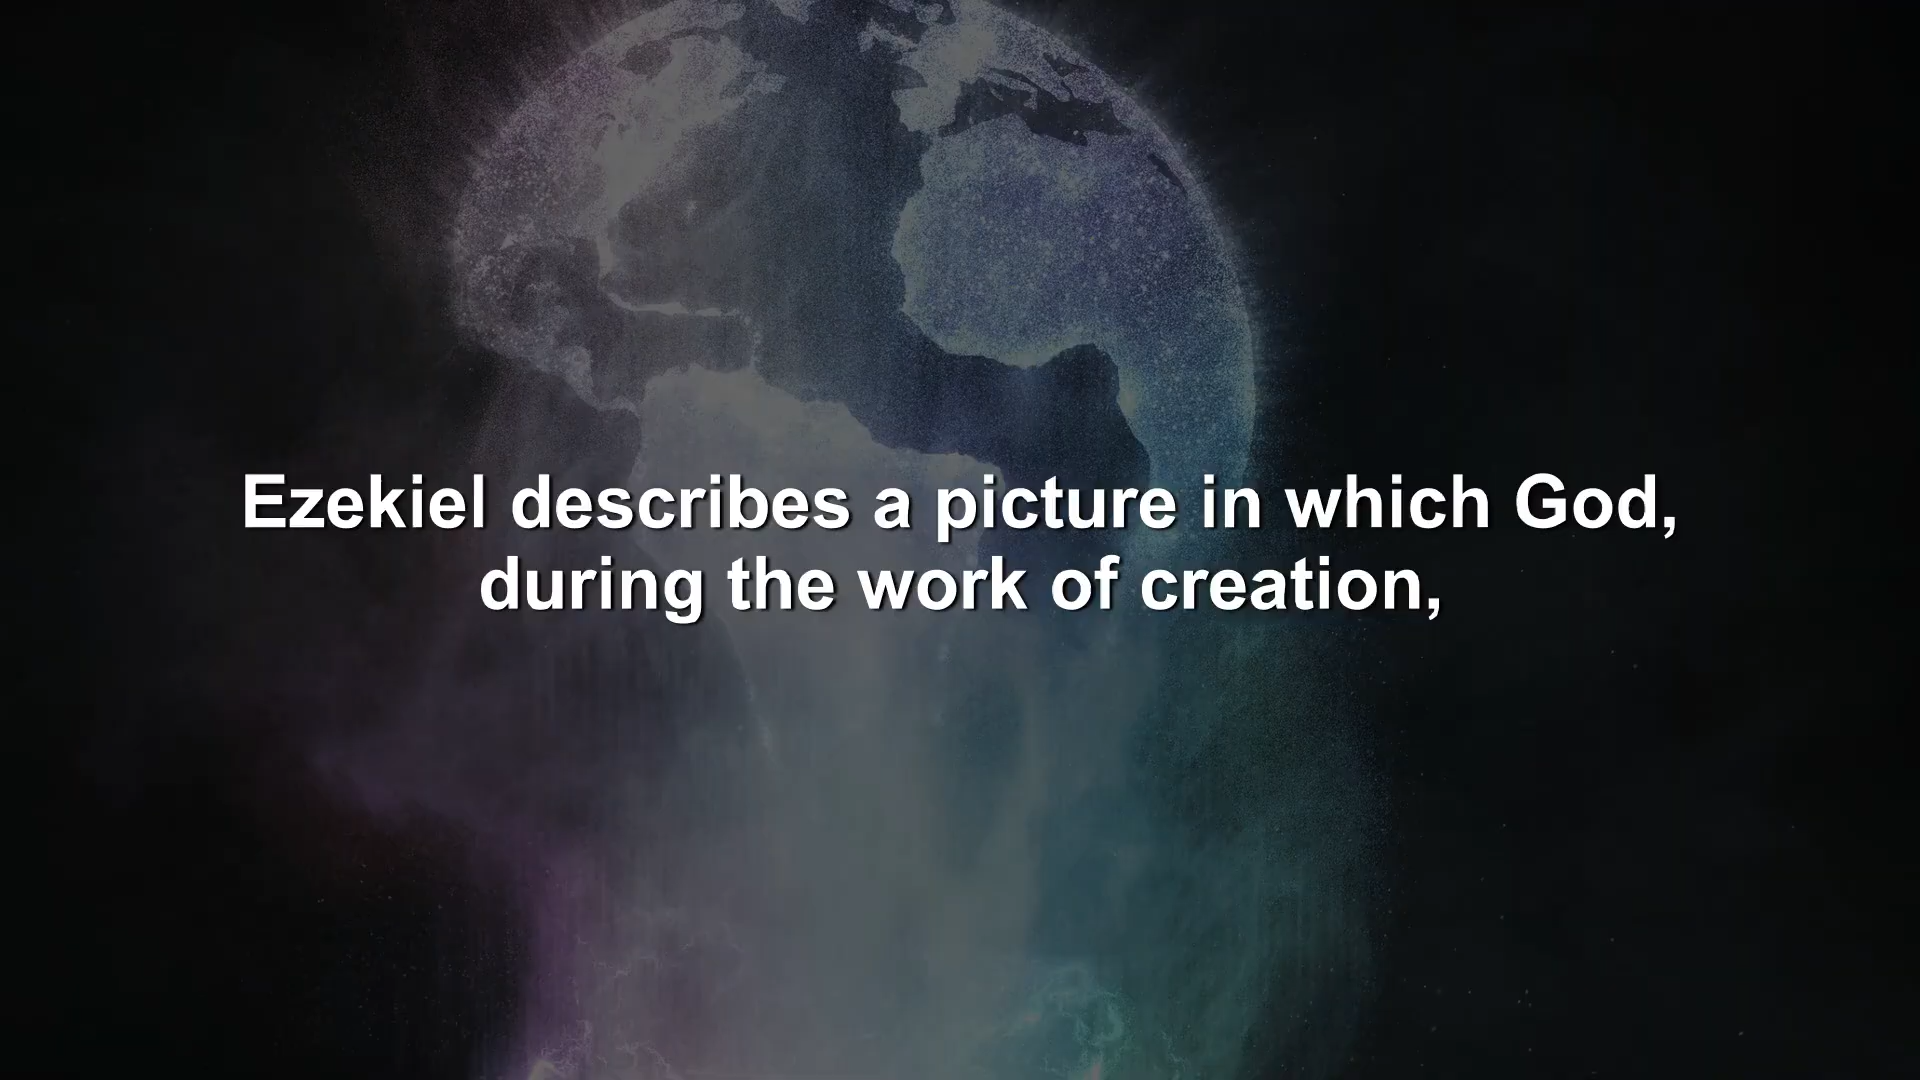 Ezekiel describes a picture in which God,
during the work of creation,